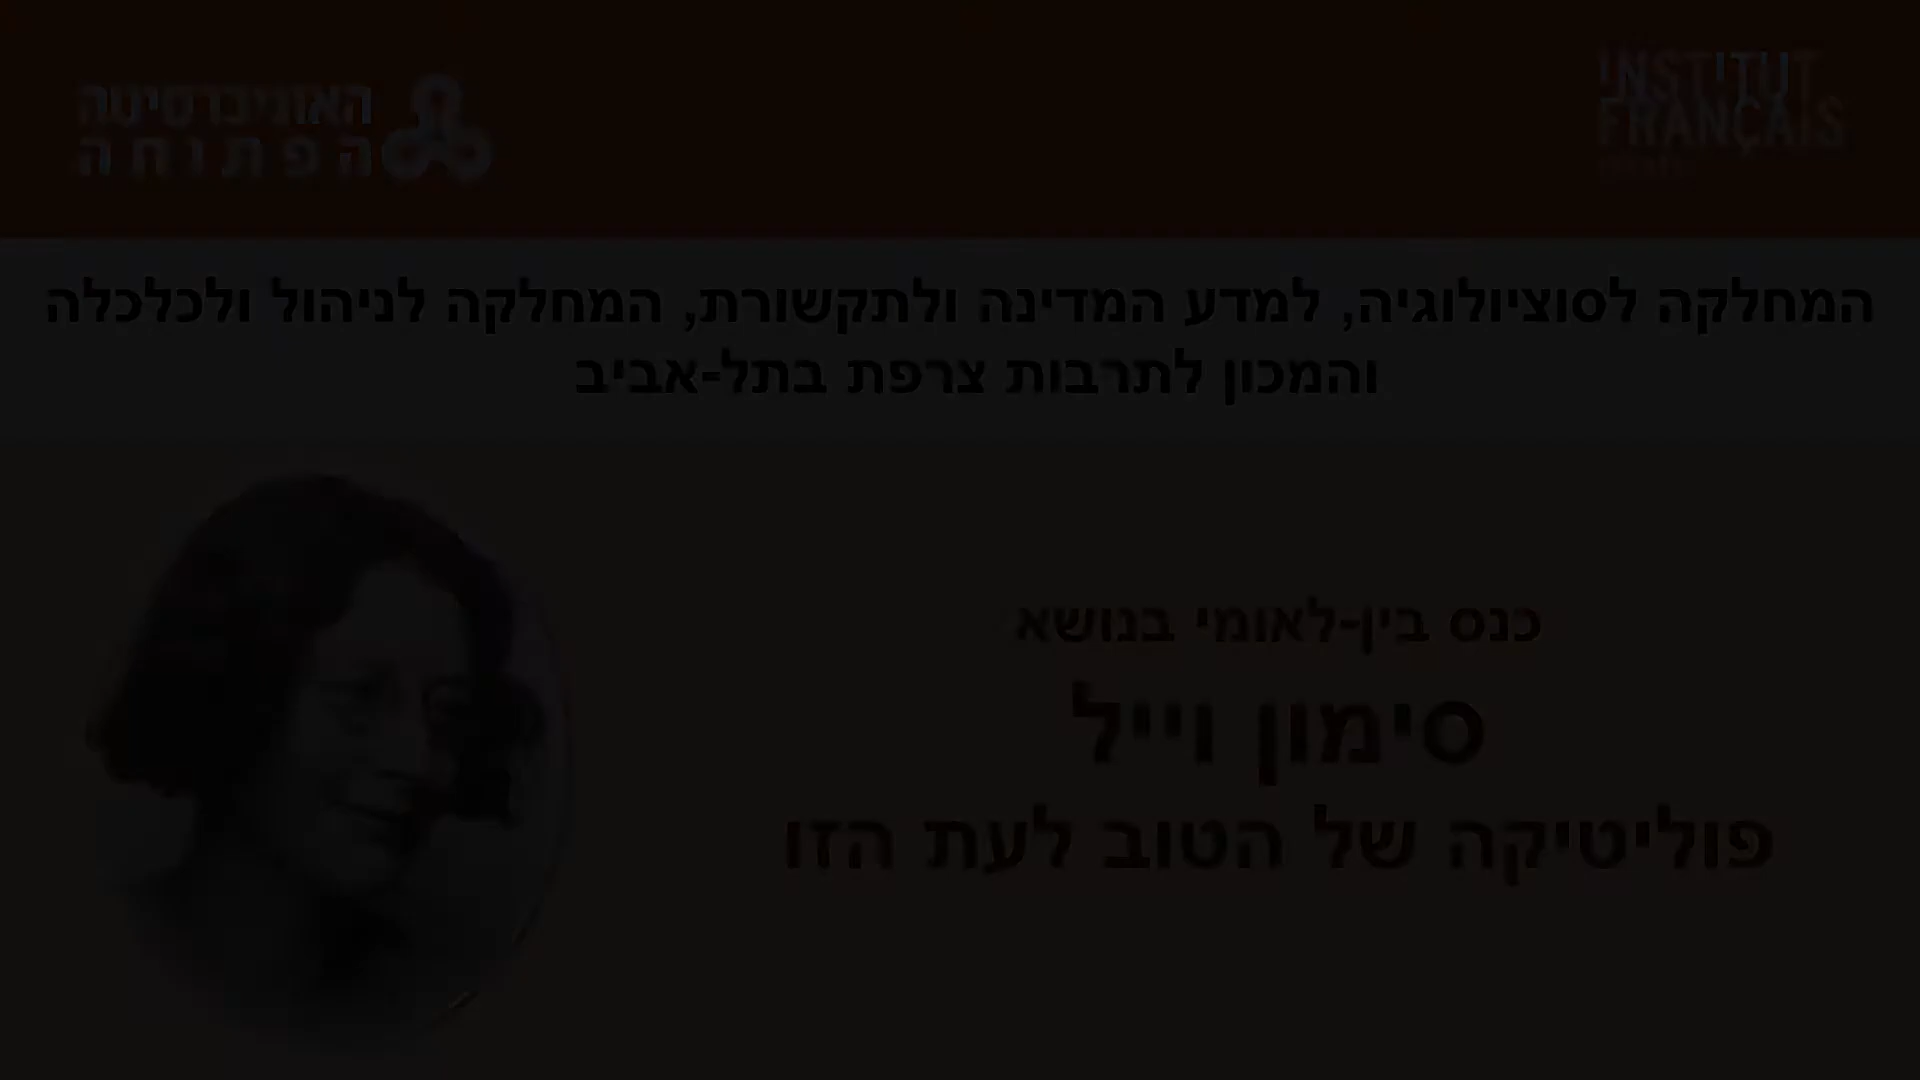 האוניברסיטה
הפתוחה
INSTITUT
FRANÇAIS
המחלקה לסוציולוגיה, למדע המדינה ולתקשורת, המחלקה לניהול ולכלכלה
והמכון לתרבות צרפת בתל-אביב
כנס בין-לאומי בנושא
סימון וייל
פוליטיקה של הטוב לעת הזו